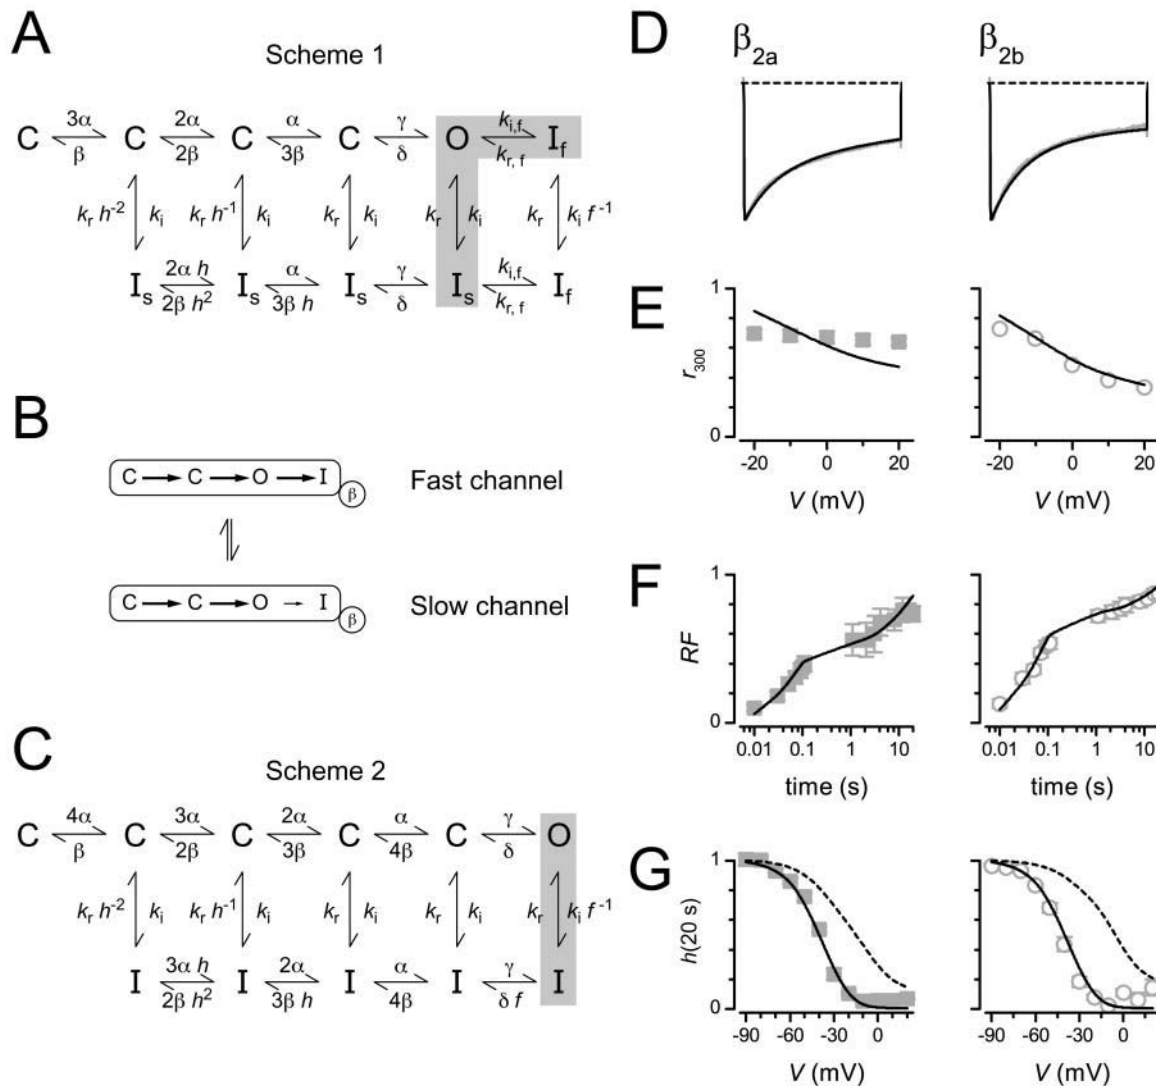 A
Scheme 1
3α 2α α γ k_i,f
C C C C O I_f
β 2β 3β δ k_r, f
k_r h⁻² k_i k_r h⁻¹ k_i k_r k_i k_r k_i k_r k_i f⁻¹
2α h α γ k_i,f
I_s I_s I_s I_s I_f
2β h² 3β h δ k_r, f
B
C C O I β Fast channel
C C O I β Slow channel
C
Scheme 2
4α 3α 2α α γ
C C C C C O
β 2β 3β 4β δ
k_r h⁻² k_i k_r h⁻¹ k_i k_r k_i k_r k_i k_r k_i f⁻¹
3α h 2α α γ
I I I I I
2β h² 3β h 4β δ f
D
β_2a β_2b
E
1
r_300
0
-20 0 20 -20 0 20
V (mV) V (mV)
F
1
RF
0
0.01 0.1 1 10 0.01 0.1 1 10
time (s) time (s)
G
1
h(20 s)
0
-90 -60 -30 0 -90 -60 -30 0
V (mV) V (mV)